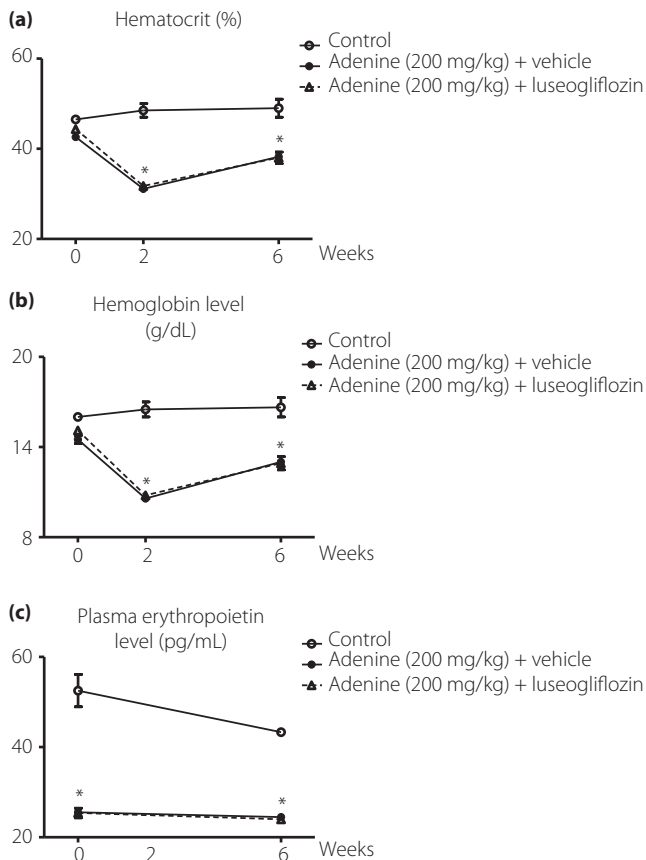 (a) Hematocrit (%)
60
40
20
Control
Adenine (200 mg/kg) + vehicle
Adenine (200 mg/kg) + luseogliflozin
*
*
0 2 6 Weeks
(b) Hemoglobin level
(g/dL)
20
14
8
Control
Adenine (200 mg/kg) + vehicle
Adenine (200 mg/kg) + luseogliflozin
*
*
0 2 6 Weeks
(c) Plasma erythropoietin
level (pg/mL)
60
40
20
Control
Adenine (200 mg/kg) + vehicle
Adenine (200 mg/kg) + luseogliflozin
*
*
0 2 6 Weeks